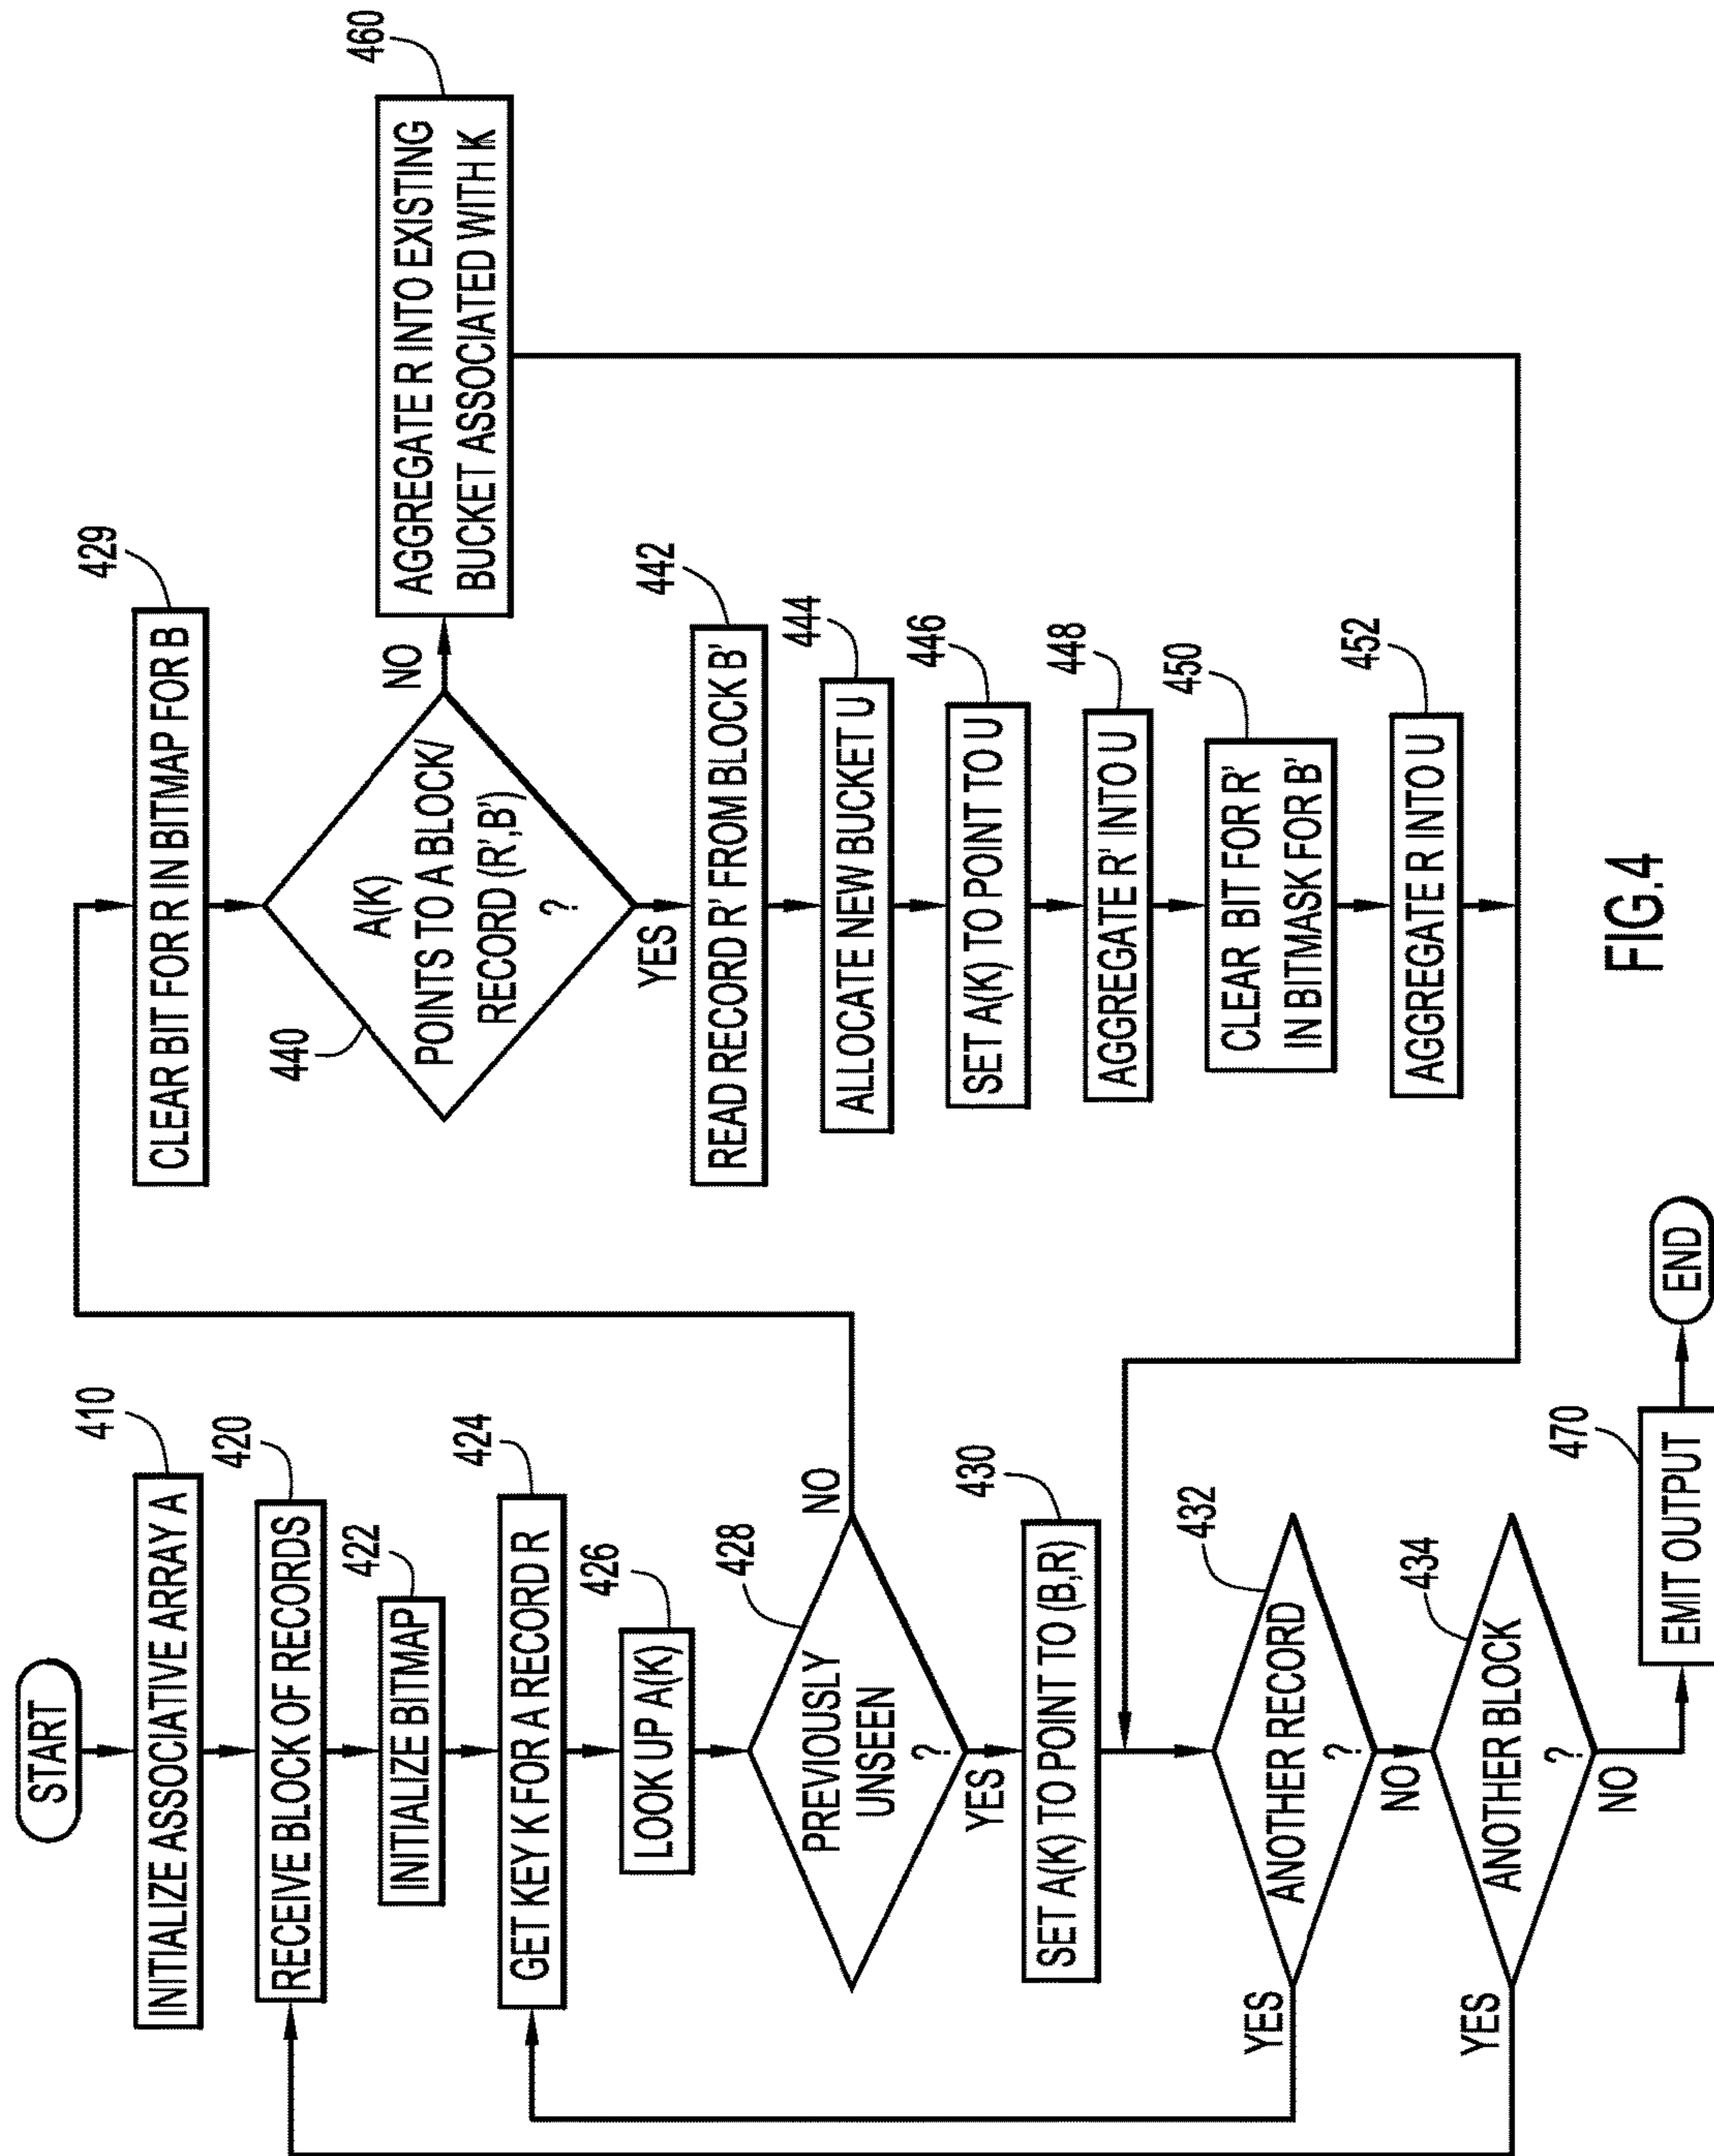 START
410
INITIALIZE ASSOCIATIVE ARRAY A
420
RECEIVE BLOCK OF RECORDS
422
INITIALIZE BITMAP
424
GET KEY K FOR A RECORD R
426
LOOK UP A(K)
428
PREVIOUSLY
UNSEEN
?
NO
YES
430
SET A(K) TO POINT TO (B,R)
432
ANOTHER RECORD
?
YES
NO
434
ANOTHER BLOCK
?
YES
NO
470
EMIT OUTPUT
END
429
CLEAR BIT FOR R IN BITMAP FOR B
440
A(K)
POINTS TO A BLOCK/
RECORD (R',B')
?
NO
YES
460
AGGREGATE R INTO EXISTING
BUCKET ASSOCIATED WITH K
442
READ RECORD R' FROM BLOCK B'
444
ALLOCATE NEW BUCKET U
446
SET A(K) TO POINT TO U
448
AGGREGATE R' INTO U
450
CLEAR BIT FOR R'
IN BITMASK FOR B'
452
AGGREGATE R INTO U
FIG.4